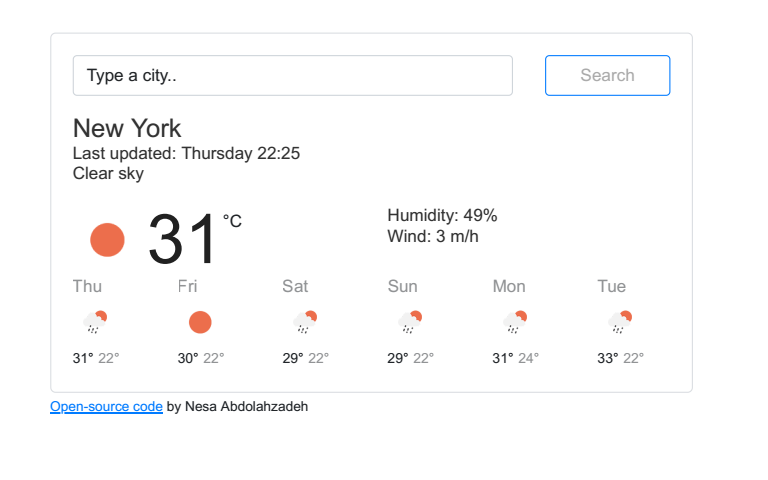 Type a city..
Search
New York
Last updated: Thursday 22:25
Clear sky
31 °C
Humidity: 49%
Wind: 3 m/h
Thu Fri Sat Sun Mon Tue
31° 22° 30° 22° 29° 22° 29° 22° 31° 24° 33° 22°
Open-source code by Nesa Abdolahzadeh